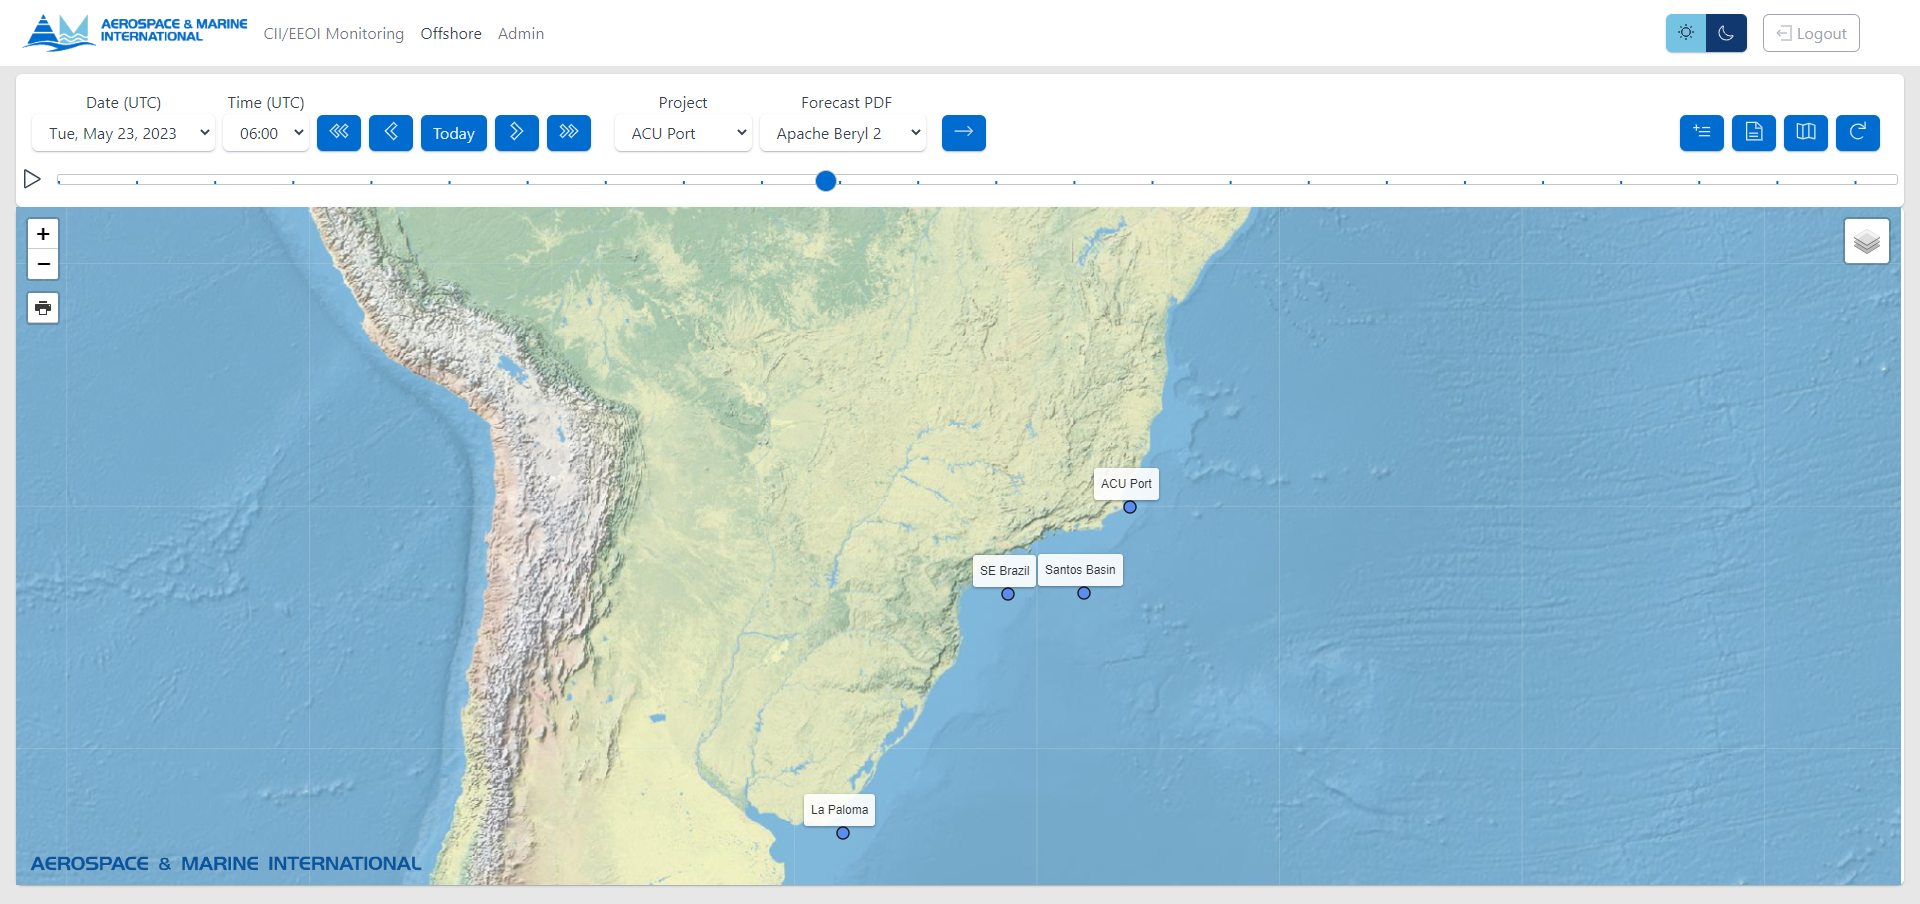 AEROSPACE & MARINE
INTERNATIONAL
CII/EEOI Monitoring Offshore Admin
Logout
Date (UTC) Time (UTC) Project Forecast PDF
Tue, May 23, 2023 06:00 Today ACU Port Apache Beryl 2
+
−
ACU Port
SE Brazil Santos Basin
La Paloma
AEROSPACE & MARINE INTERNATIONAL